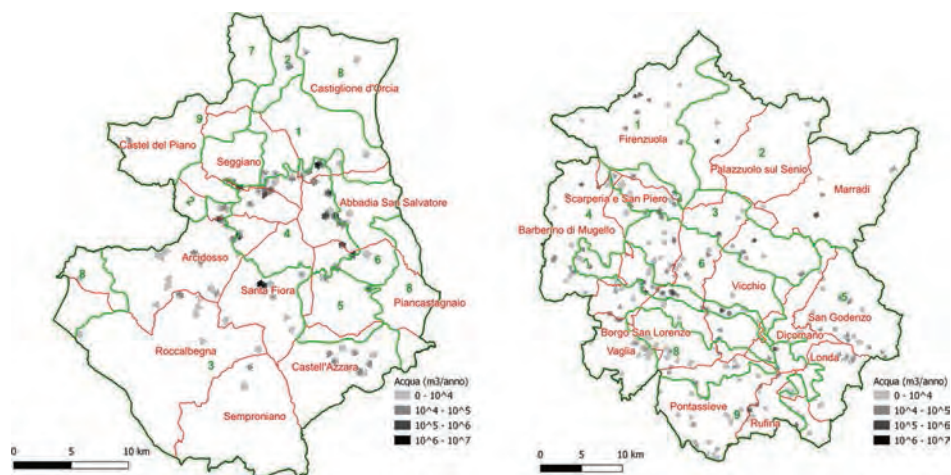 7
2
8
Castiglione d'Orcia
9
1
Castel del Piano
Seggiano
2
Abbadia San Salvatore
4
Arcidosso
6
8
Santa Fiora
8
5
Piancastagnaio
Roccalbegna
3
Castell'Azzara
Semproniano
Acqua (m3/anno)
0 - 10^4
10^4 - 10^5
10^5 - 10^6
10^6 - 10^7
0 5 10 km
1
Firenzuola
2
Palazzuolo sul Senio
Marradi
Scarperia e San Piero
4
3
Barberino di Mugello
6
Vicchio
5
San Godenzo
Borgo San Lorenzo
Dicomano
Vaglia
8
Londa
Pontassieve
9
Rufina
Acqua (m3/anno)
0 - 10^4
10^4 - 10^5
10^5 - 10^6
10^6 - 10^7
0 5 10 km